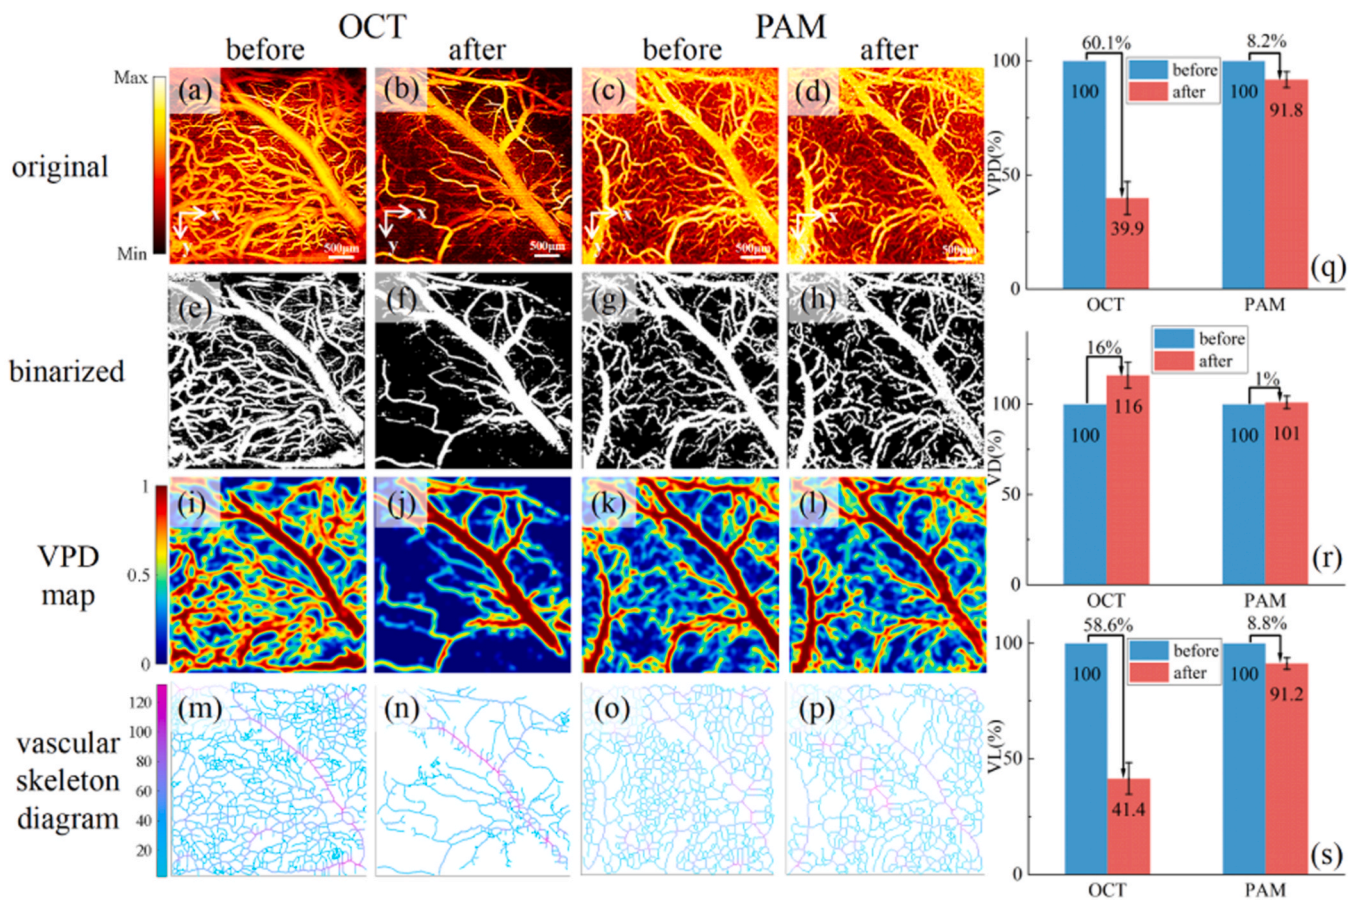 OCT
PAM
before
after
before
after
Max
Min
original
(a)
(b)
(c)
(d)
x
y
500μm
x
y
500μm
x
y
500μm
x
y
500μm
binarized
(e)
(f)
(g)
(h)
VPD
map
1
0.5
0
(i)
(j)
(k)
(l)
vascular
skeleton
diagram
120
100
80
60
40
20
(m)
(n)
(o)
(p)
VPD(%)
100
50
0
60.1%
8.2%
before
after
100
39.9
100
91.8
OCT
PAM
(q)
VD(%)
100
50
0
16%
1%
before
after
100
116
100
101
OCT
PAM
(r)
VL(%)
100
50
0
58.6%
8.8%
before
after
100
41.4
100
91.2
OCT
PAM
(s)